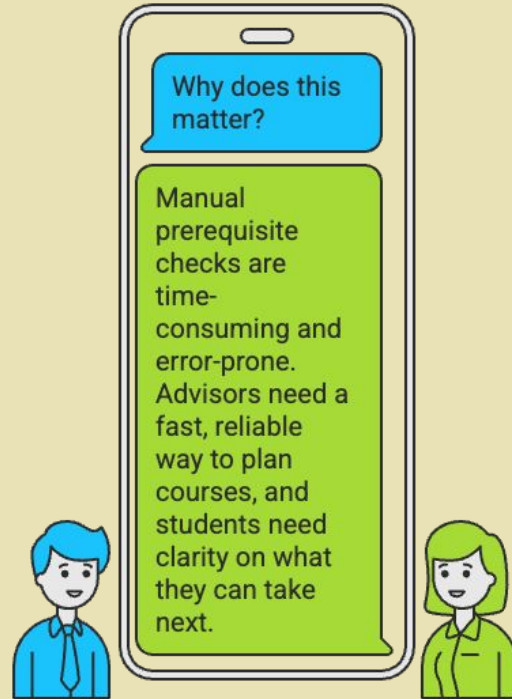 Why does this
matter?
Manual
prerequisite
checks are
time-
consuming and
error-prone.
Advisors need a
fast, reliable
way to plan
courses, and
students need
clarity on what
they can take
next.